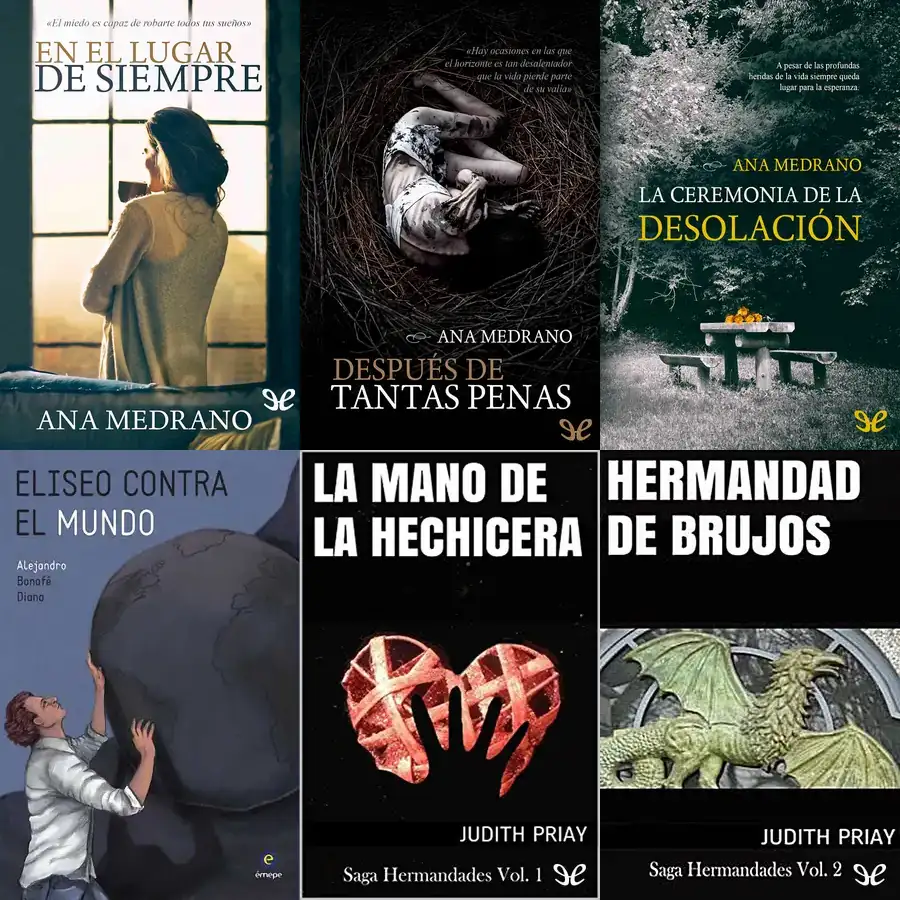 «El miedo es capaz de robarte todos tus sueños»
EN EL LUGAR
DE SIEMPRE
ANA MEDRANO
«Hay ocasiones en las que
el horizonte es tan desalentador
que la vida pierde parte
de su valía»
ANA MEDRANO
DESPUÉS DE
TANTAS PENAS
A pesar de las profundas
heridas de la vida siempre queda
lugar para la esperanza.
ANA MEDRANO
LA CEREMONIA DE LA
DESOLACIÓN
ELISEO CONTRA
EL MUNDO
Alejandro
Bonafé
Diana
é
émepe
LA MANO DE
LA HECHICERA
JUDITH PRIAY
Saga Hermandades Vol. 1
HERMANDAD
DE BRUJOS
JUDITH PRIAY
Saga Hermandades Vol. 2